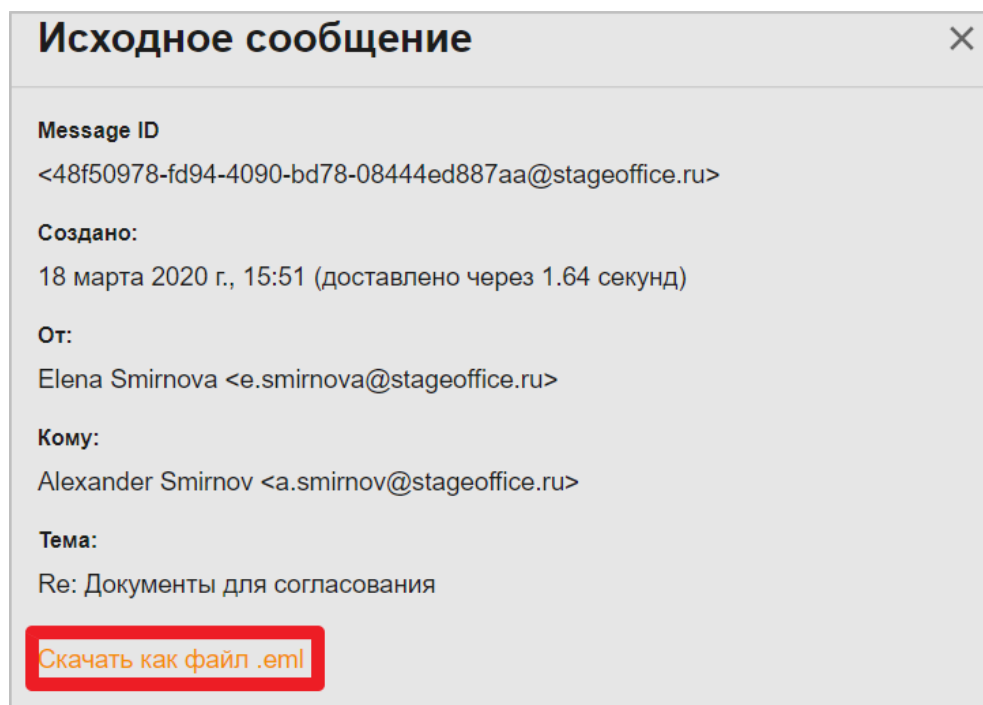 Исходное сообщение
Message ID
<48f50978-fd94-4090-bd78-08444ed887aa@stageoffice.ru>
Создано:
18 марта 2020 г., 15:51 (доставлено через 1.64 секунд)
От:
Elena Smirnova <e.smirnova@stageoffice.ru>
Кому:
Alexander Smirnov <a.smirnov@stageoffice.ru>
Тема:
Re: Документы для согласования
Скачать как файл .eml